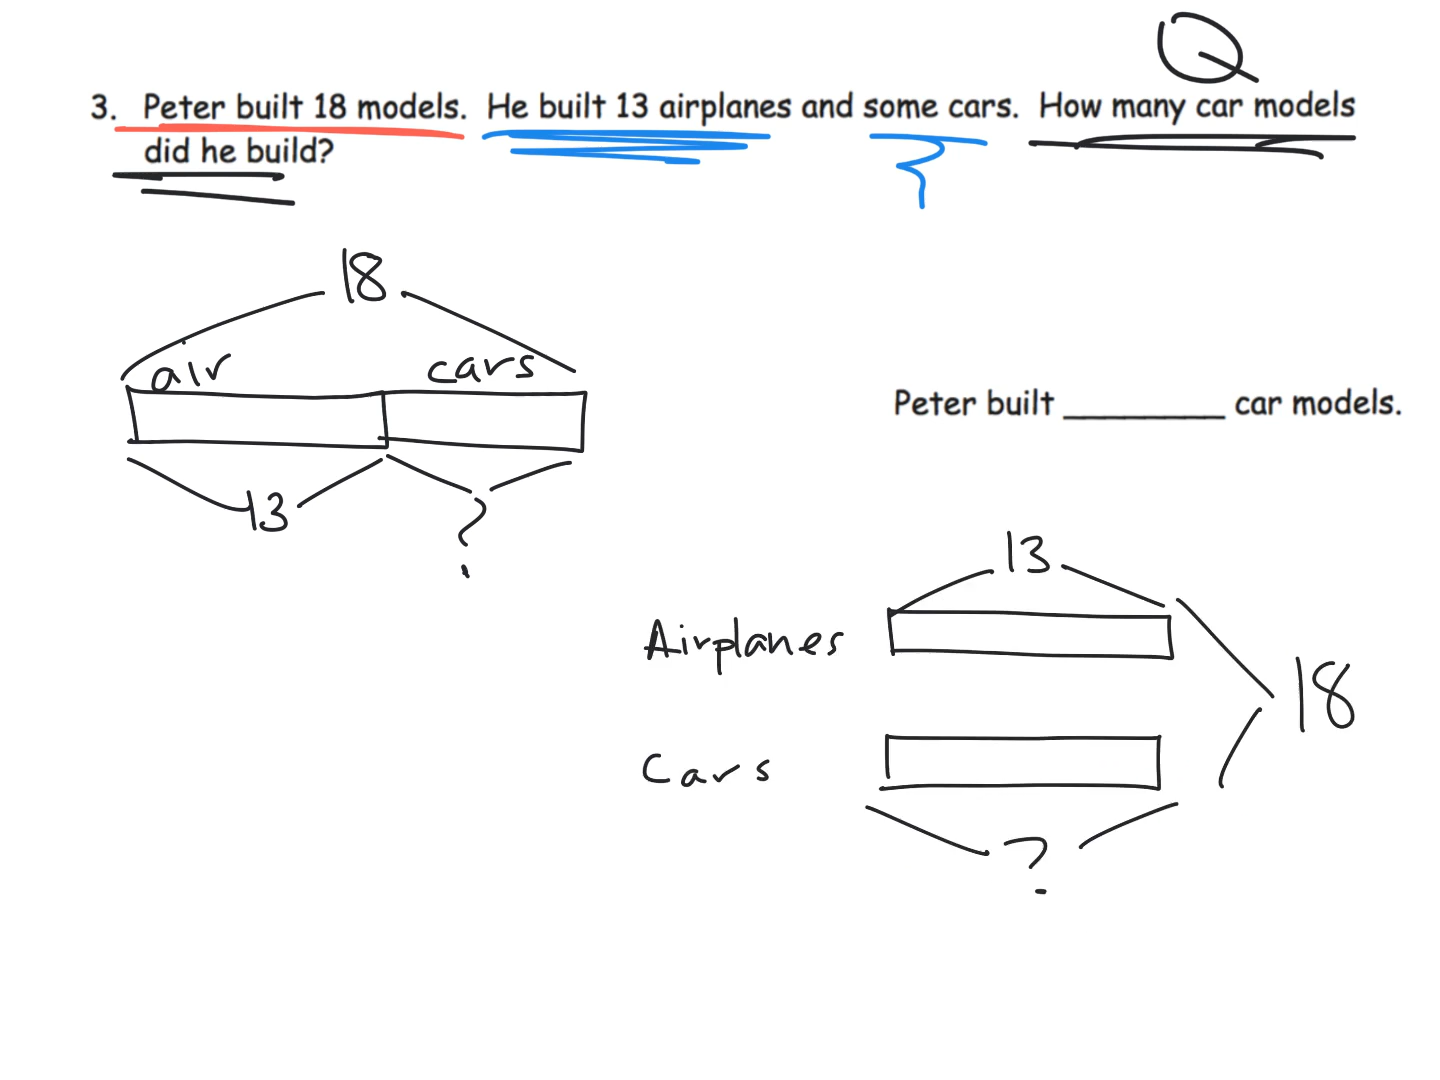 Q
3. Peter built 18 models. He built 13 airplanes and some cars. How many car models
did he build?
?
18
air cars
13 ?
Peter built ________ car models.
13
Airplanes
18
Cars
?